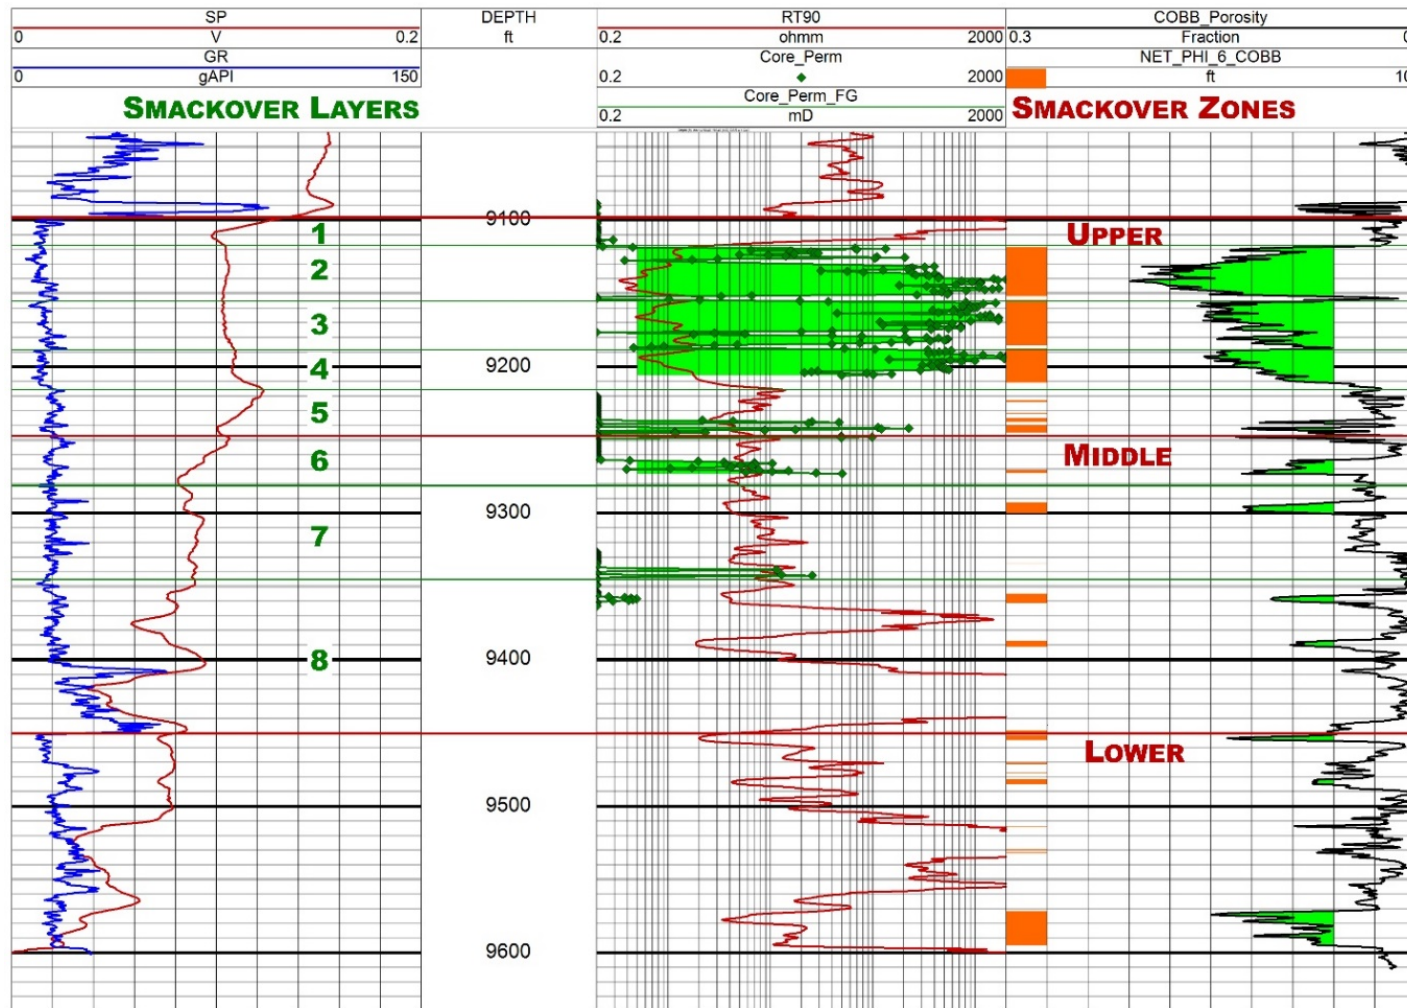 SP DEPTH RT90 COBB_Porosity
0 V 0.2 ft 0.2 ohmm 2000 0.3 Fraction 0
GR Core_Perm NET_PHI_6_COBB
0 gAPI 150 0.2 2000 ft 10
Core_Perm_FG
0.2 mD 2000
SMACKOVER LAYERS SMACKOVER ZONES
9100
1 UPPER
2
3
4 9200
5
6 MIDDLE
9300
7
9400
8
LOWER
9500
9600